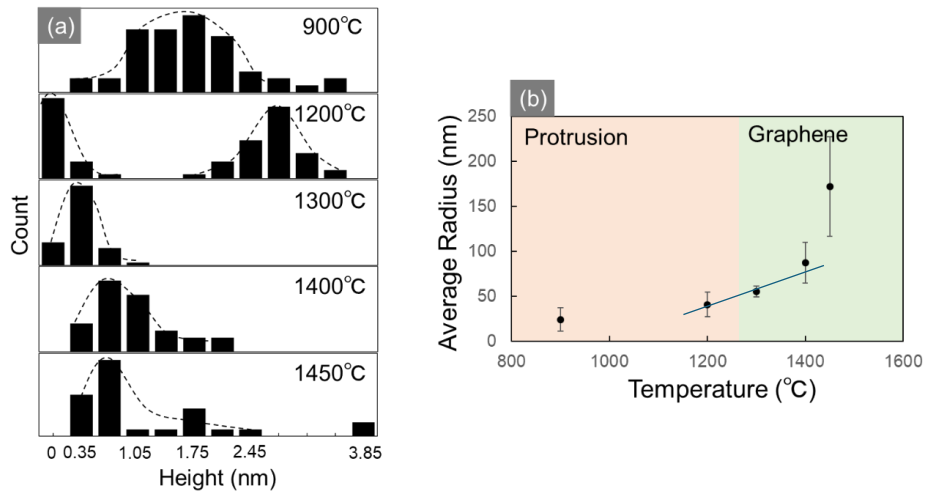 (a)
900℃
1200℃
1300℃
1400℃
1450℃
Count
0 0.35 1.05 1.75 2.45 3.85
Height (nm)
(b)
Protrusion Graphene
250
200
150
100
50
0
800 1000 1200 1400 1600
Average Radius (nm)
Temperature (℃)